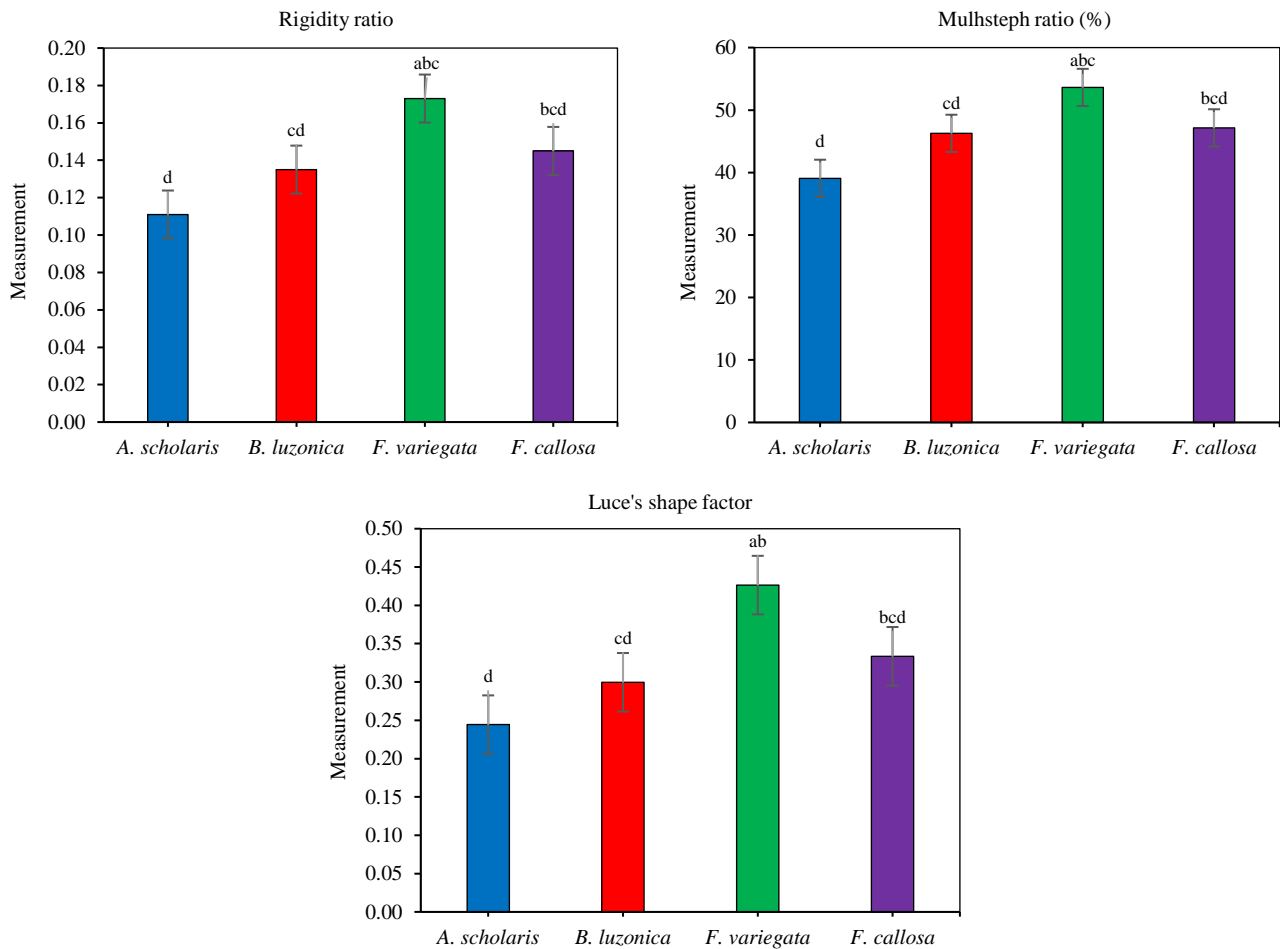 Rigidity ratio
Measurement
0.20
0.18
0.16
0.14
0.12
0.10
0.08
0.06
0.04
0.02
0.00
d
cd
abc
bcd
A. scholaris B. luzonica F. variegata F. callosa
Mulhsteph ratio (%)
Measurement
60
50
40
30
20
10
0
d
cd
abc
bcd
A. scholaris B. luzonica F. variegata F. callosa
Luce's shape factor
Measurement
0.50
0.45
0.40
0.35
0.30
0.25
0.20
0.15
0.10
0.05
0.00
d
cd
ab
bcd
A. scholaris B. luzonica F. variegata F. callosa